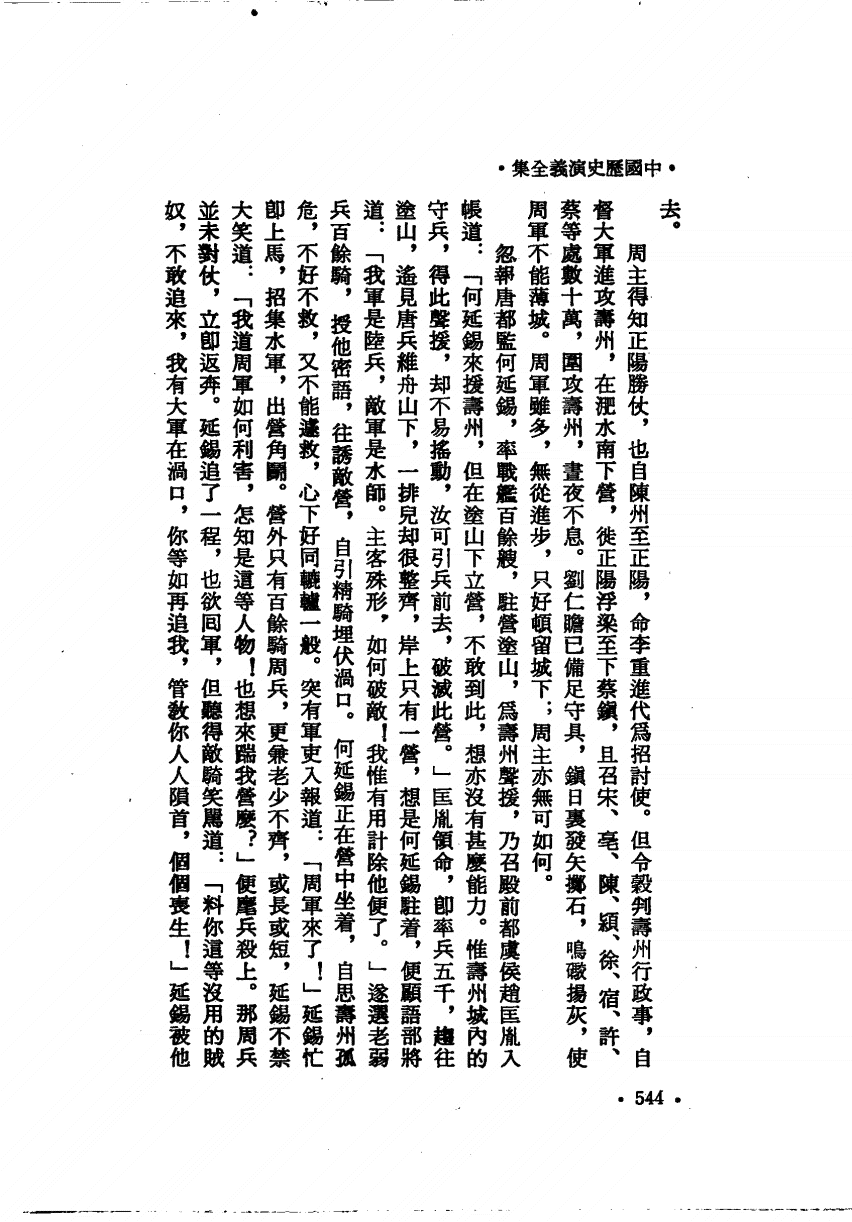 •中國歷史演義全集•
去。
周主得知正陽勝仗，也自陳州至正陽，命李重進代爲招討使。但令穀判壽州行政事，自
督大軍進攻壽州，在淝水南下營，徙正陽浮梁至下蔡鎭，且召宋、亳、陳、潁、徐、宿、許、
蔡等處數十萬，圍攻壽州，晝夜不息。劉仁瞻已備足守具，鎭日裏發矢擲石，鳴礮揚灰，使
周軍不能薄城。周軍雖多，無從進步，只好頓留城下；周主亦無可如何。
忽報唐都監何延錫，率戰艦百餘艘，駐營塗山，爲壽州聲援，乃召殿前都虞侯趙匡胤入
帳道：「何延錫來援壽州，但在塗山下立營，不敢到此，想亦沒有甚麼能力。惟壽州城內的
守兵，得此聲援，却不易搖動，汝可引兵前去，破滅此營。」匡胤領命，卽率兵五千，趨往
塗山，遙見唐兵維舟山下，一排兒却很整齊，岸上只有一營，想是何延錫駐着，便顧語部將
道：「我軍是陸兵，敵軍是水師。主客殊形，如何破敵！我惟有用計除他便了。」遂選老弱
兵百餘騎，授他密語，往誘敵營，自引精騎埋伏渦口。何延錫正在營中坐着，自思壽州孤
危，不好不救，又不能遽救，心下好同轆轤一般。突有軍吏入報道：「周軍來了！」延錫忙
卽上馬，招集水軍，出營角鬭。營外只有百餘騎周兵，更兼老少不齊，或長或短，延錫不禁
大笑道：「我道周軍如何利害，怎知是這等人物！也想來踹我營麼？」便麾兵殺上。那周兵
並未對仗，立卽返奔。延錫追了一程，也欲囘軍，但聽得敵騎笑罵道：「料你這等沒用的賊
奴，不敢追來，我有大軍在渦口，你等如再追我，管敎你人人隕首，個個喪生！」延錫被他
•544•